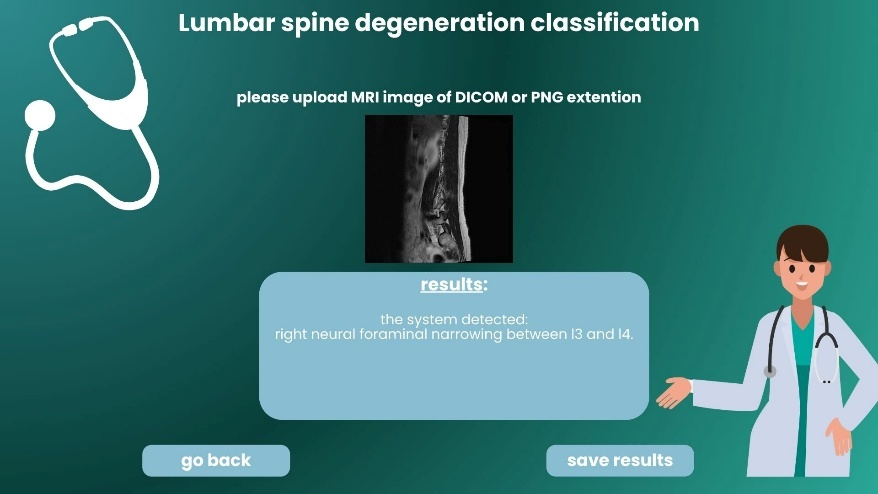 Lumbar spine degeneration classification
please upload MRI image of DICOM or PNG extention
results:
the system detected:
right neural foraminal narrowing between l3 and l4.
go back
save results